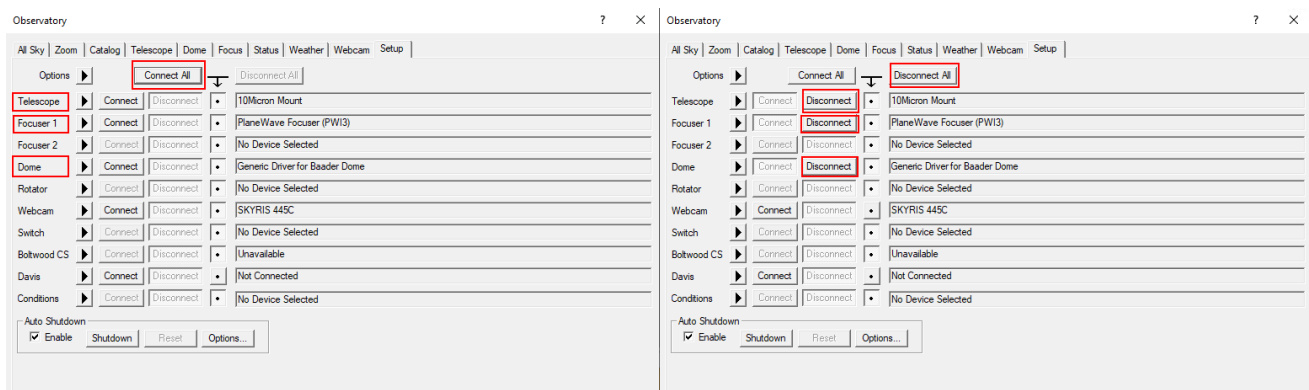 Observatory ? ×
All Sky Zoom Catalog Telescope Dome Focus Status Weather Webcam Setup
Options Connect All Disconnect All
Telescope Connect Disconnect 10Micron Mount
Focuser 1 Connect Disconnect PlaneWave Focuser (PWI3)
Focuser 2 Connect Disconnect No Device Selected
Dome Connect Disconnect Generic Driver for Baader Dome
Rotator Connect Disconnect No Device Selected
Webcam Connect Disconnect SKYRIS 445C
Switch Connect Disconnect No Device Selected
Boltwood CS Connect Disconnect Unavailable
Davis Connect Disconnect Not Connected
Conditions Connect Disconnect No Device Selected
Auto Shutdown
Enable Shutdown Reset Options...
Observatory ? ×
All Sky Zoom Catalog Telescope Dome Focus Status Weather Webcam Setup
Options Connect All Disconnect All
Telescope Connect Disconnect 10Micron Mount
Focuser 1 Connect Disconnect PlaneWave Focuser (PWI3)
Focuser 2 Connect Disconnect No Device Selected
Dome Connect Disconnect Generic Driver for Baader Dome
Rotator Connect Disconnect No Device Selected
Webcam Connect Disconnect SKYRIS 445C
Switch Connect Disconnect No Device Selected
Boltwood CS Connect Disconnect Unavailable
Davis Connect Disconnect Not Connected
Conditions Connect Disconnect No Device Selected
Auto Shutdown
Enable Shutdown Reset Options...